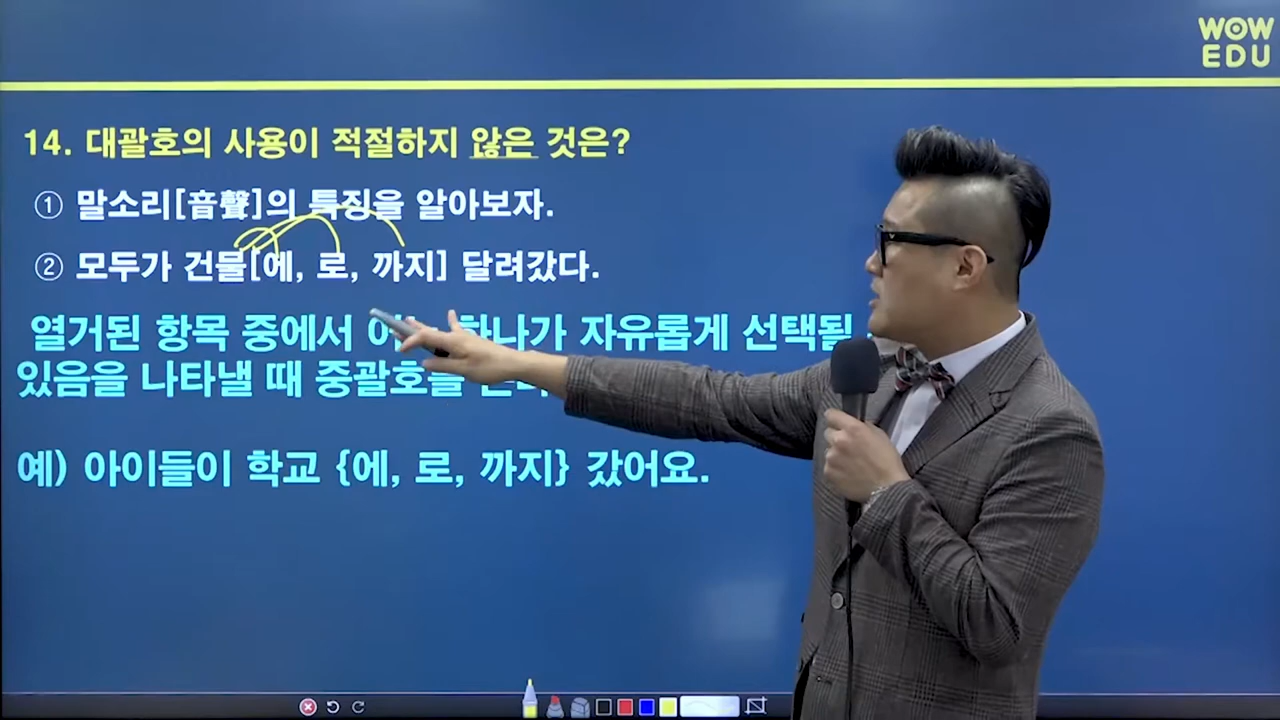 WOW
EDU
14. 대괄호의 사용이 적절하지 않은 것은?
① 말소리[音聲]의 특징을 알아보자.
② 모두가 건물[에, 로, 까지] 달려갔다.
열거된 항목 중에서 하나가 자유롭게 선택될
있음을 나타낼 때 중괄호를
예) 아이들이 학교 {에, 로, 까지} 갔어요.